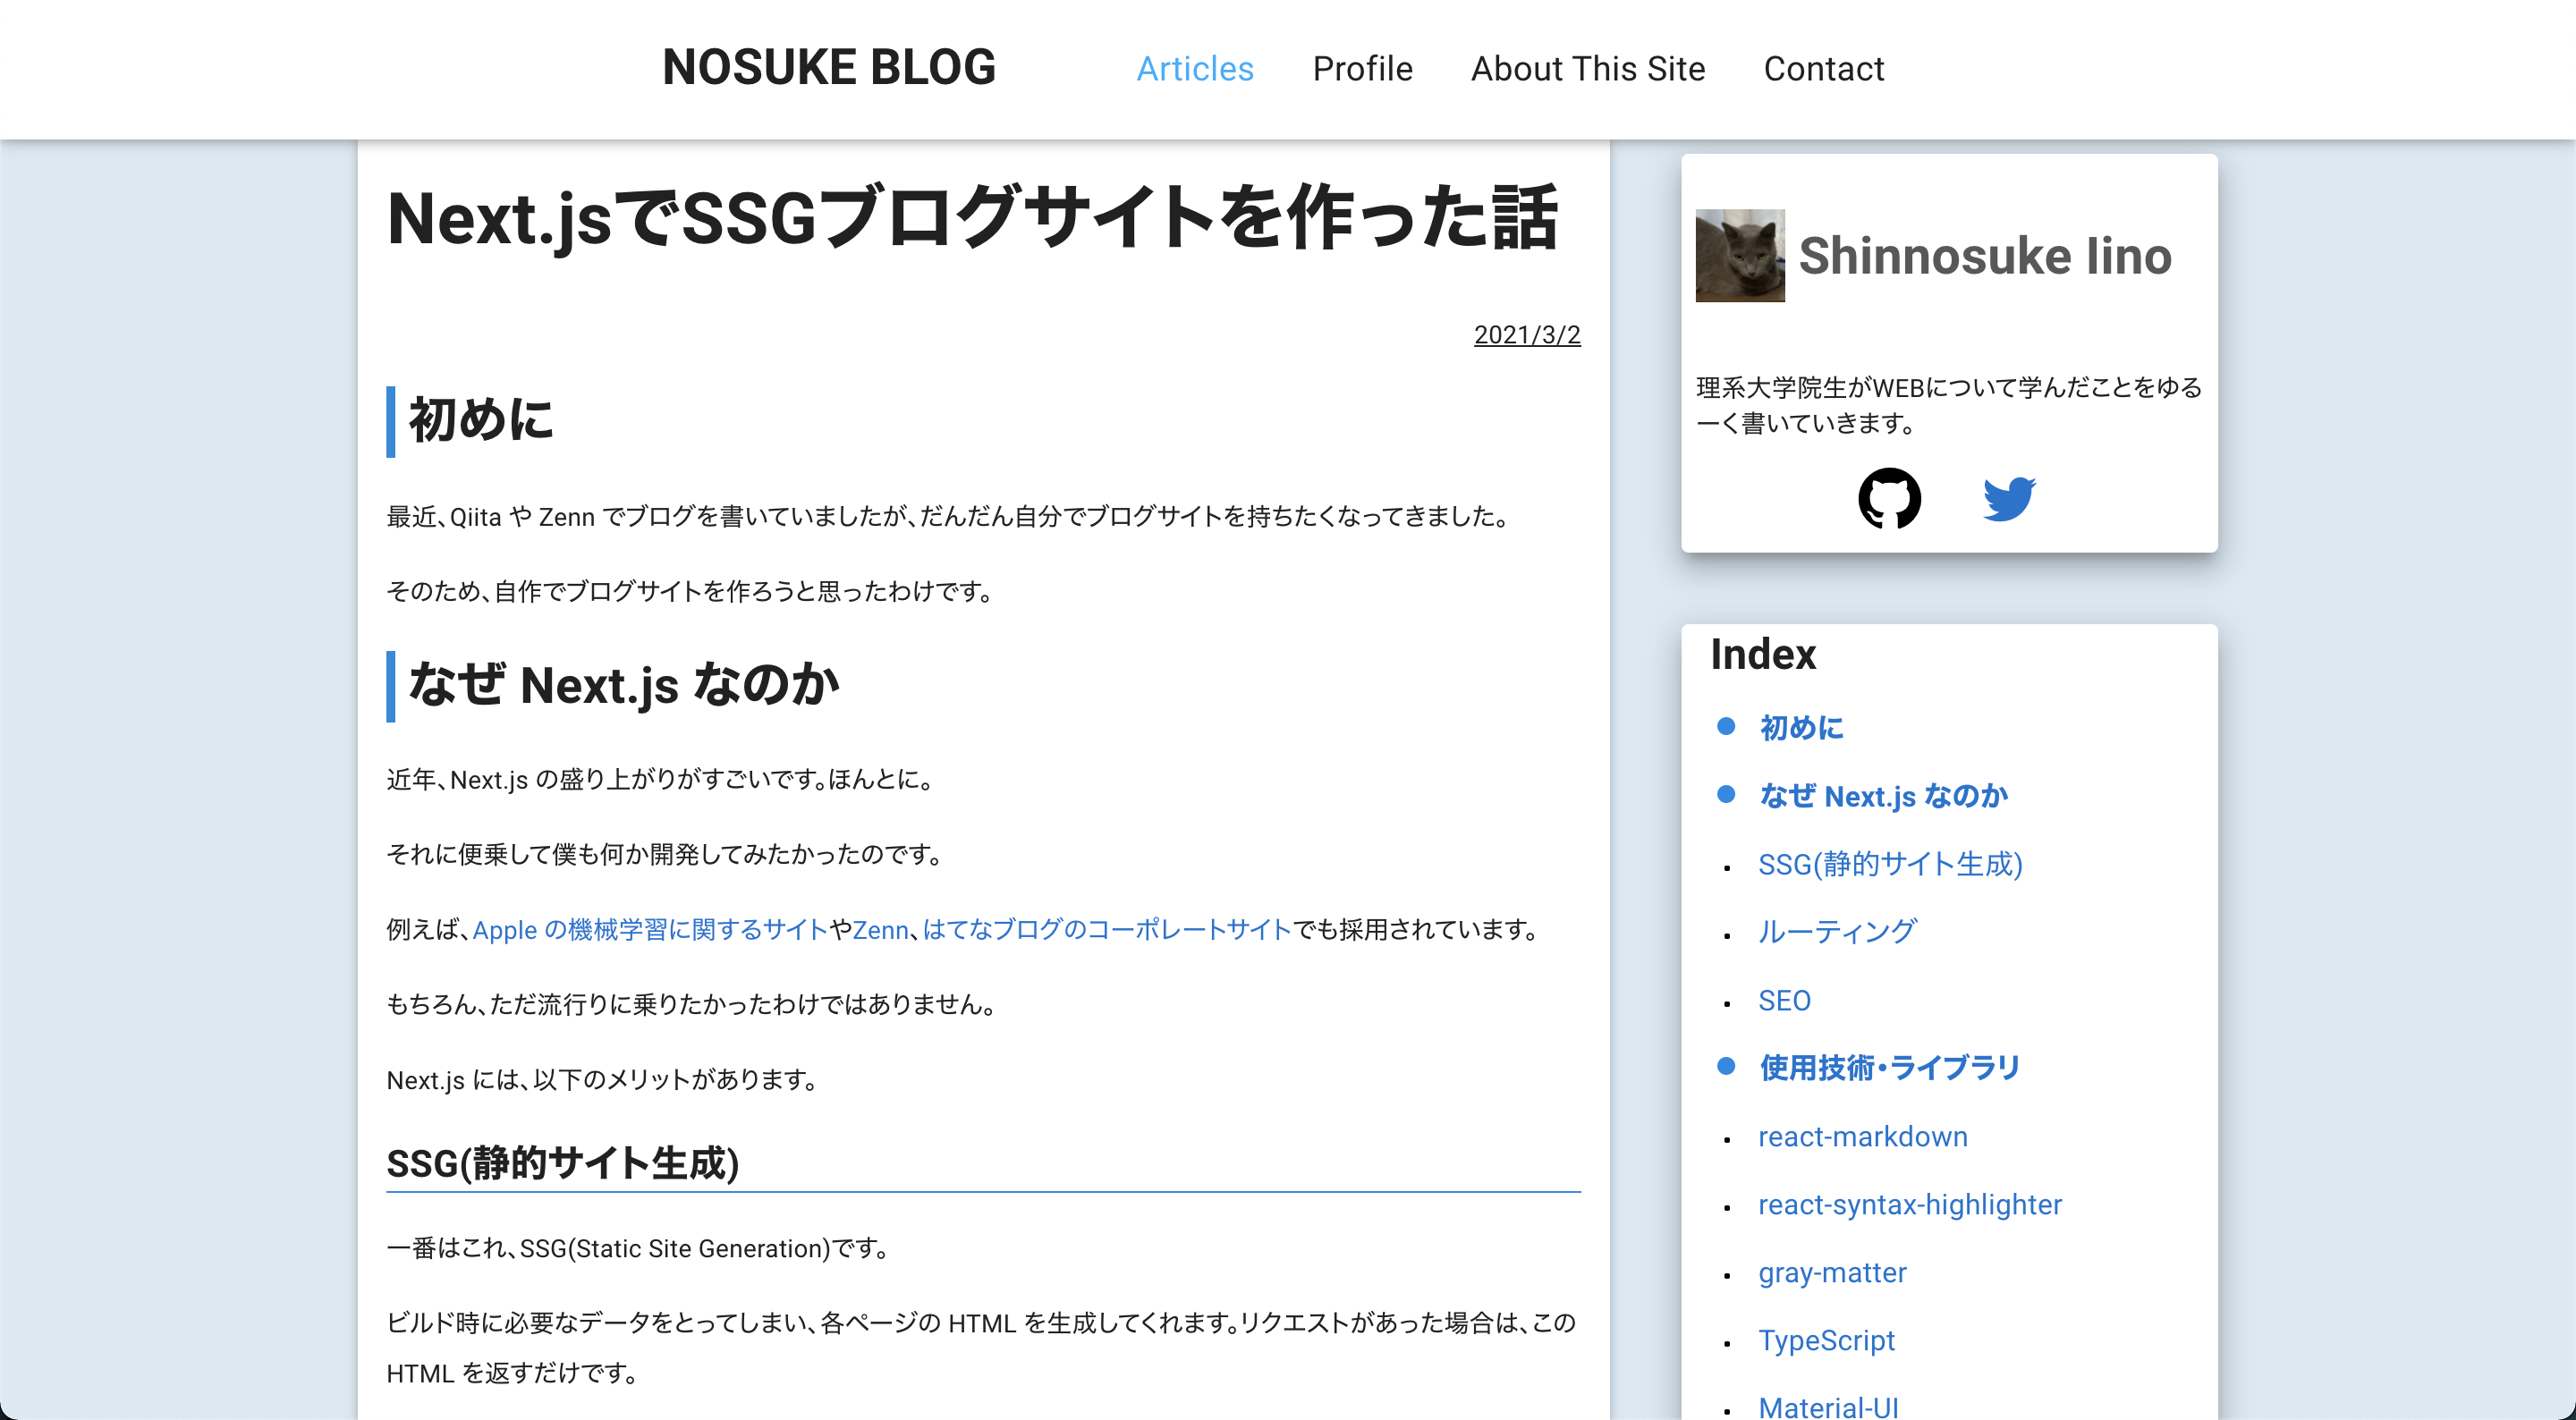 NOSUKE BLOG
Articles
Profile
About This Site
Contact
Next.jsでSSGブログサイトを作った話
2021/3/2
初めに
最近、Qiita や Zenn でブログを書いていましたが、だんだん自分でブログサイトを持ちたくなってきました。
そのため、自作でブログサイトを作ろうと思ったわけです。
なぜ Next.js なのか
近年、Next.js の盛り上がりがすごいです。ほんとに。
それに便乗して僕も何か開発してみたかったのです。
例えば、Apple の機械学習に関するサイトやZenn、はてなブログのコーポレートサイトでも採用されています。
もちろん、ただ流行りに乗りたかったわけではありません。
Next.js には、以下のメリットがあります。
SSG(静的サイト生成)
一番はこれ、SSG(Static Site Generation)です。
ビルド時に必要なデータをとってしまい、各ページの HTML を生成してくれます。リクエストがあった場合は、この
HTML を返すだけです。
Shinnosuke Iino
理系大学院生がWEBについて学んだことをゆる
ーく書いていきます。
Index
初めに
なぜ Next.js なのか
SSG(静的サイト生成)
ルーティング
SEO
使用技術・ライブラリ
react-markdown
react-syntax-highlighter
gray-matter
TypeScript
Material-UI